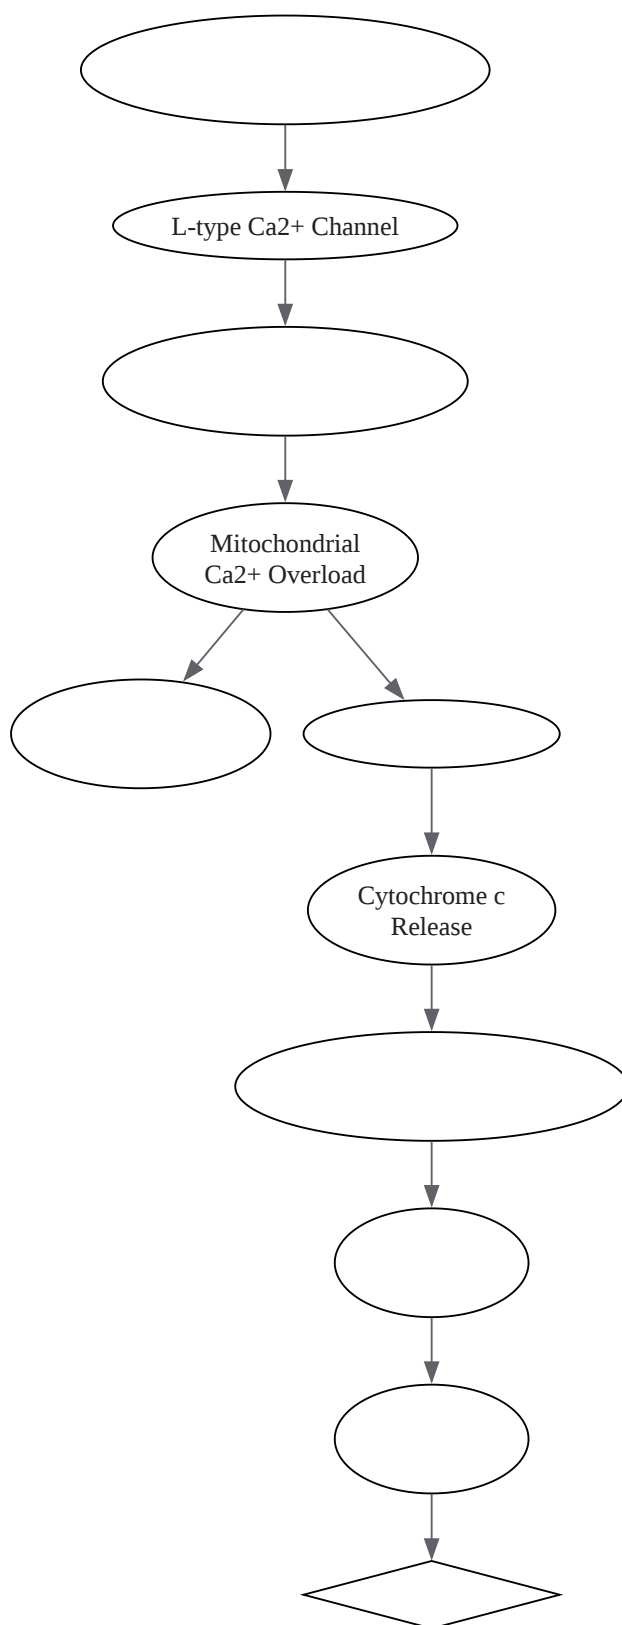 L-type Ca2+ Channel
Mitochondrial
Ca2+ Overload
Cytochrome c
Release